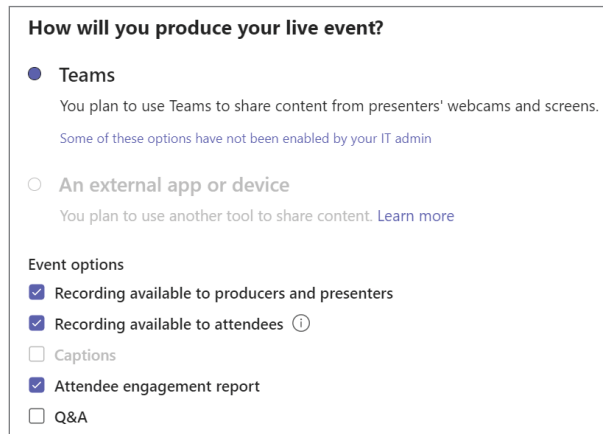 How will you produce your live event?
Teams
You plan to use Teams to share content from presenters' webcams and screens.
Some of these options have not been enabled by your IT admin
An external app or device
You plan to use another tool to share content. Learn more
Event options
Recording available to producers and presenters
Recording available to attendees
Captions
Attendee engagement report
Q&A